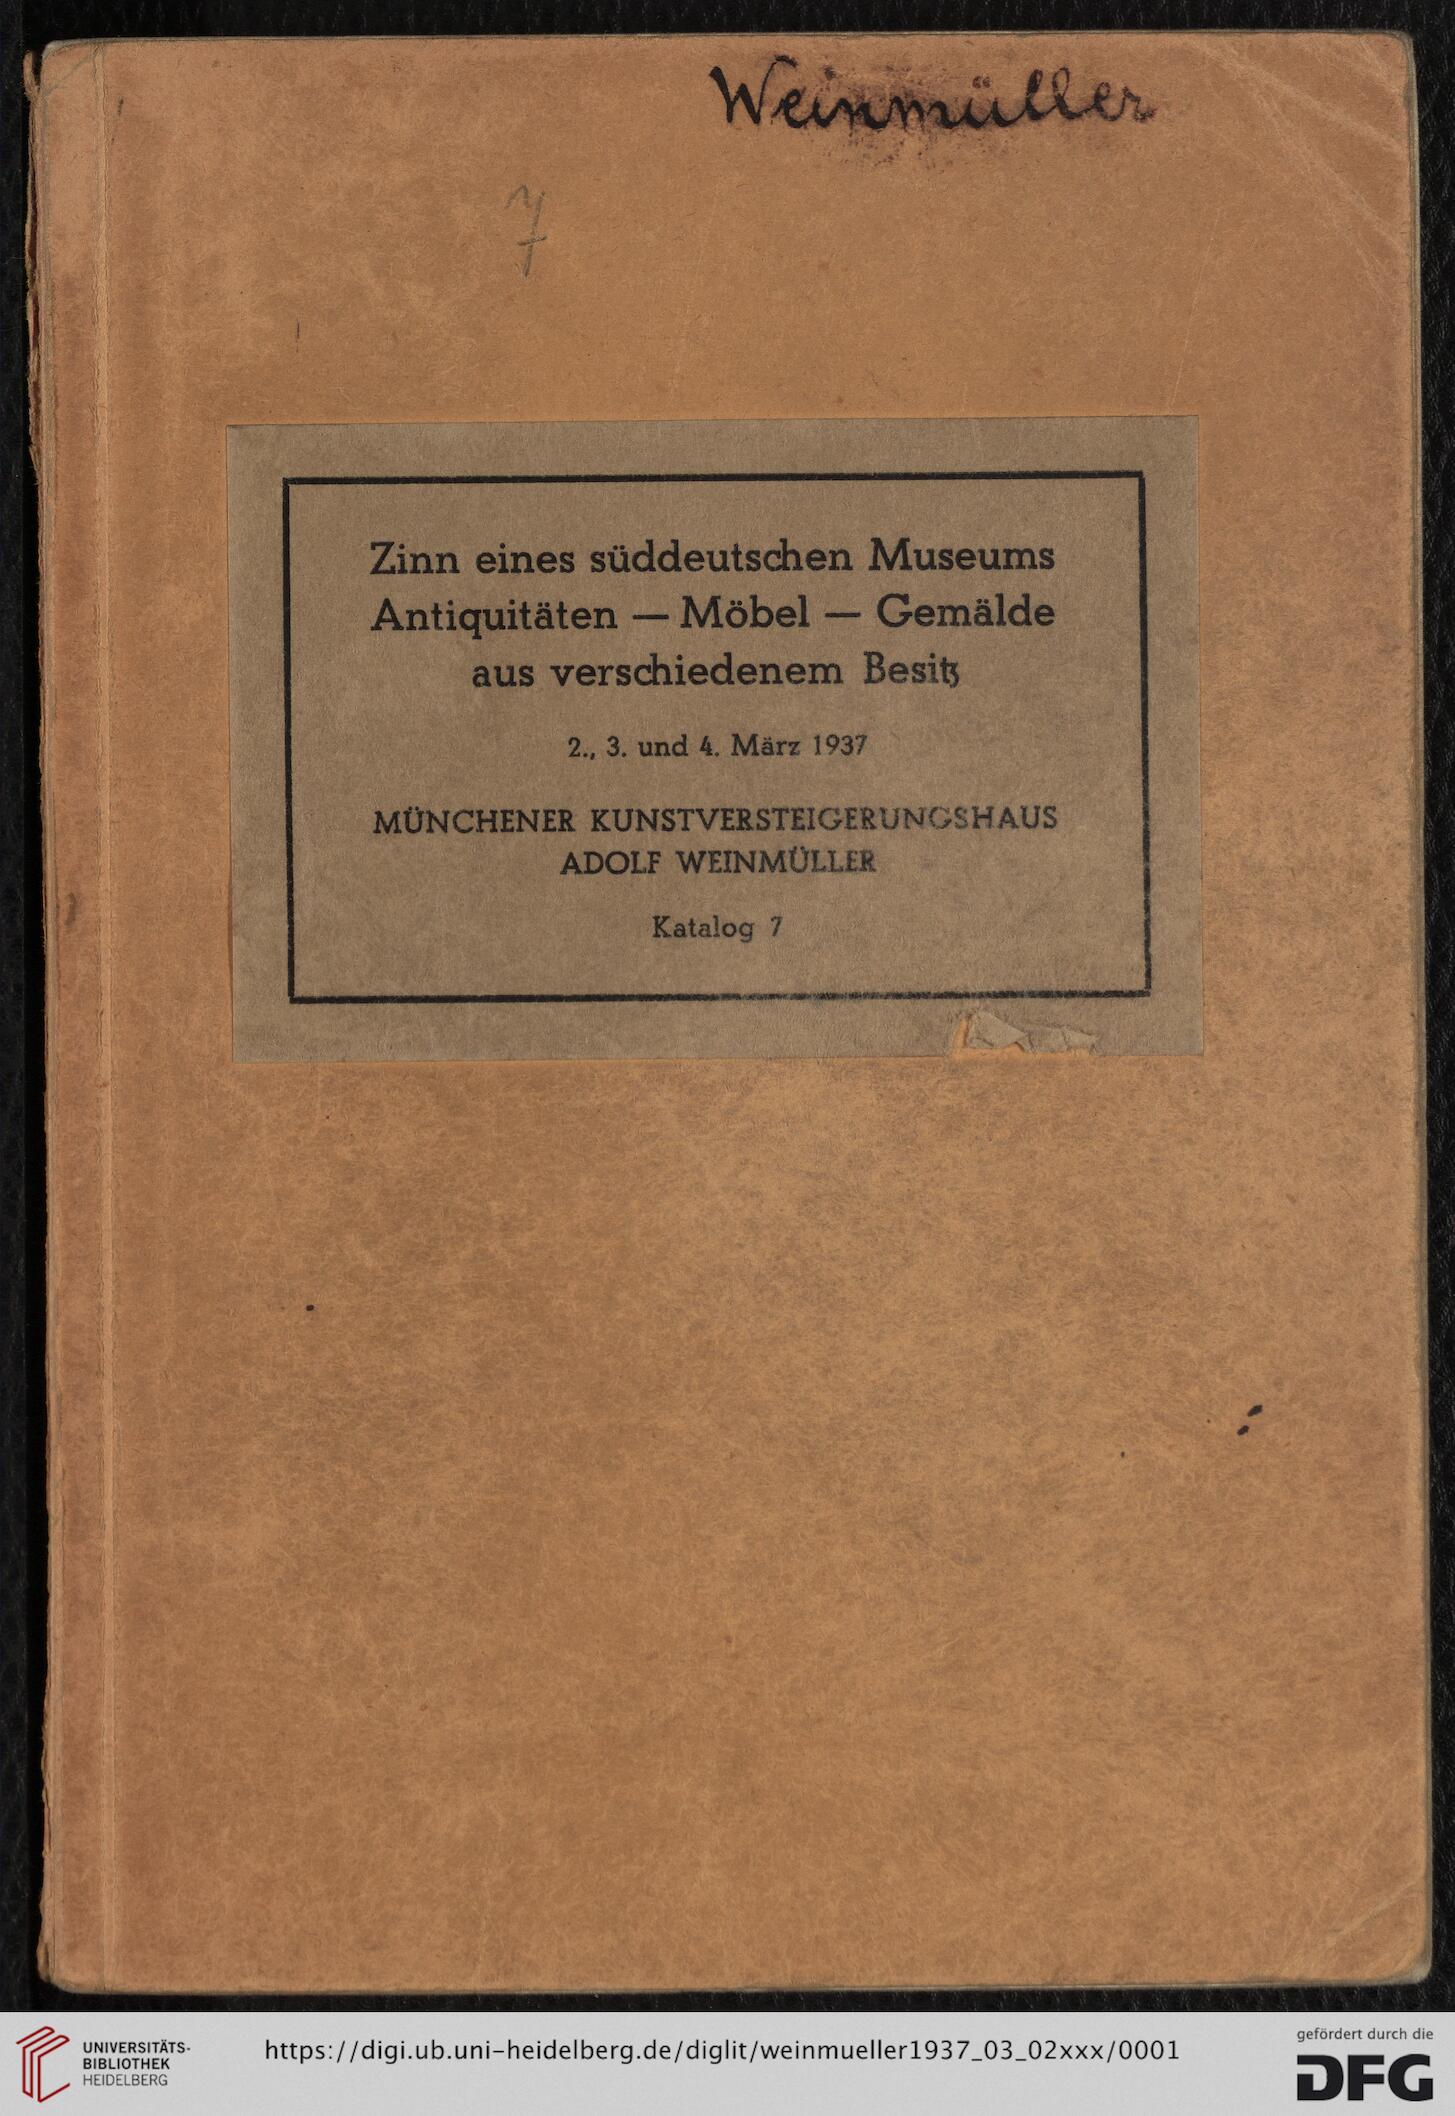 Weinmüller
7
Zinn eines süddeutschen Museums
Antiquitäten — Möbel — Gemälde
aus verschiedenem Besitz
2., 3. und 4. März 1937
MÜNCHENER KUNSTVERSTEIGERUNGSHAUS
ADOLF WEINMÜLLER
Katalog 7
UNIVERSITÄTS-
BIBLIOTHEK
HEIDELBERG
https://digi.ub.uni-heidelberg.de/diglit/weinmueller1937_03_02xxx/0001
gefördert durch die
DFG